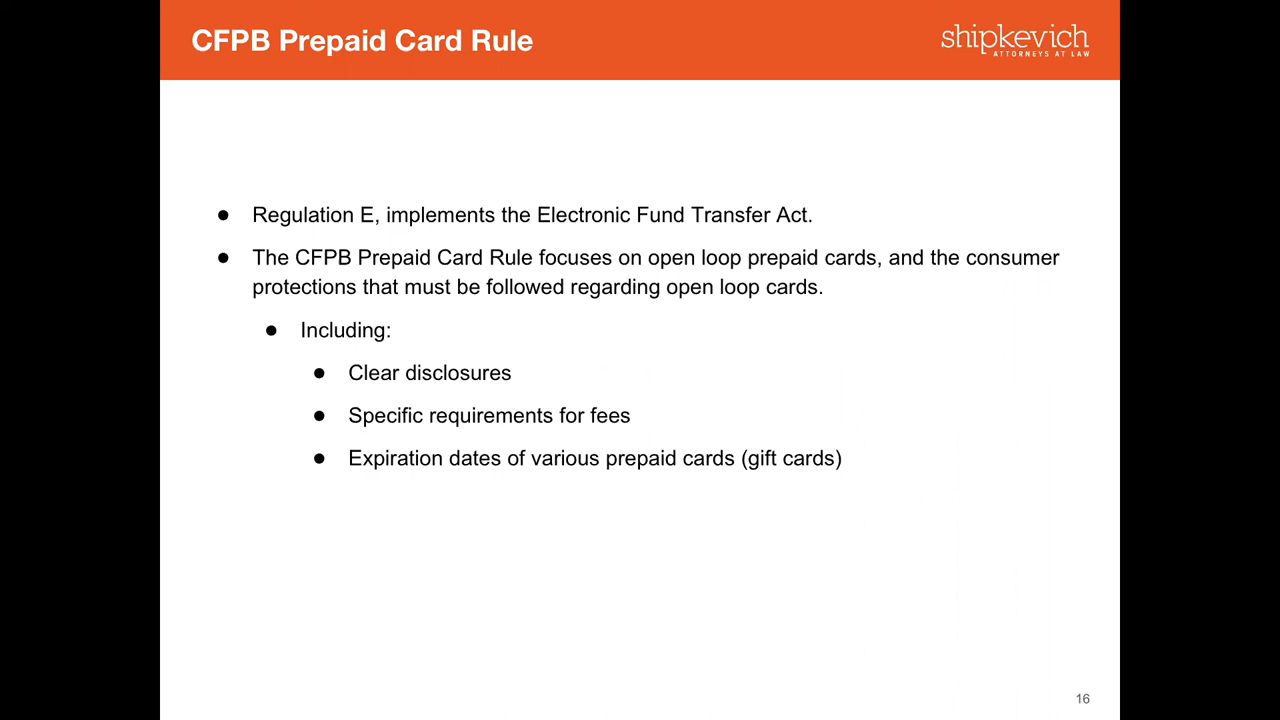 CFPB Prepaid Card Rule
shipkevich
ATTORNEYS AT LAW
● Regulation E, implements the Electronic Fund Transfer Act.
● The CFPB Prepaid Card Rule focuses on open loop prepaid cards, and the consumer
protections that must be followed regarding open loop cards.
● Including:
● Clear disclosures
● Specific requirements for fees
● Expiration dates of various prepaid cards (gift cards)
16